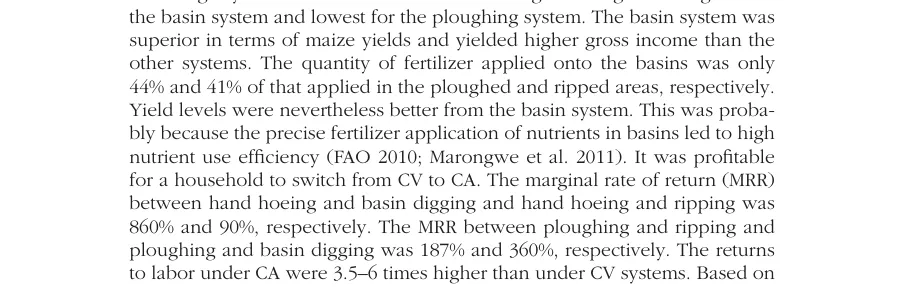 the basin system and lowest for the ploughing system. The basin system was
superior in terms of maize yields and yielded higher gross income than the
other systems. The quantity of fertilizer applied onto the basins was only
44% and 41% of that applied in the ploughed and ripped areas, respectively.
Yield levels were nevertheless better from the basin system. This was proba-
bly because the precise fertilizer application of nutrients in basins led to high
nutrient use efficiency (FAO 2010; Marongwe et al. 2011). It was profitable
for a household to switch from CV to CA. The marginal rate of return (MRR)
between hand hoeing and basin digging and hand hoeing and ripping was
860% and 90%, respectively. The MRR between ploughing and ripping and
ploughing and basin digging was 187% and 360%, respectively. The returns
to labor under CA were 3.5–6 times higher than under CV systems. Based on